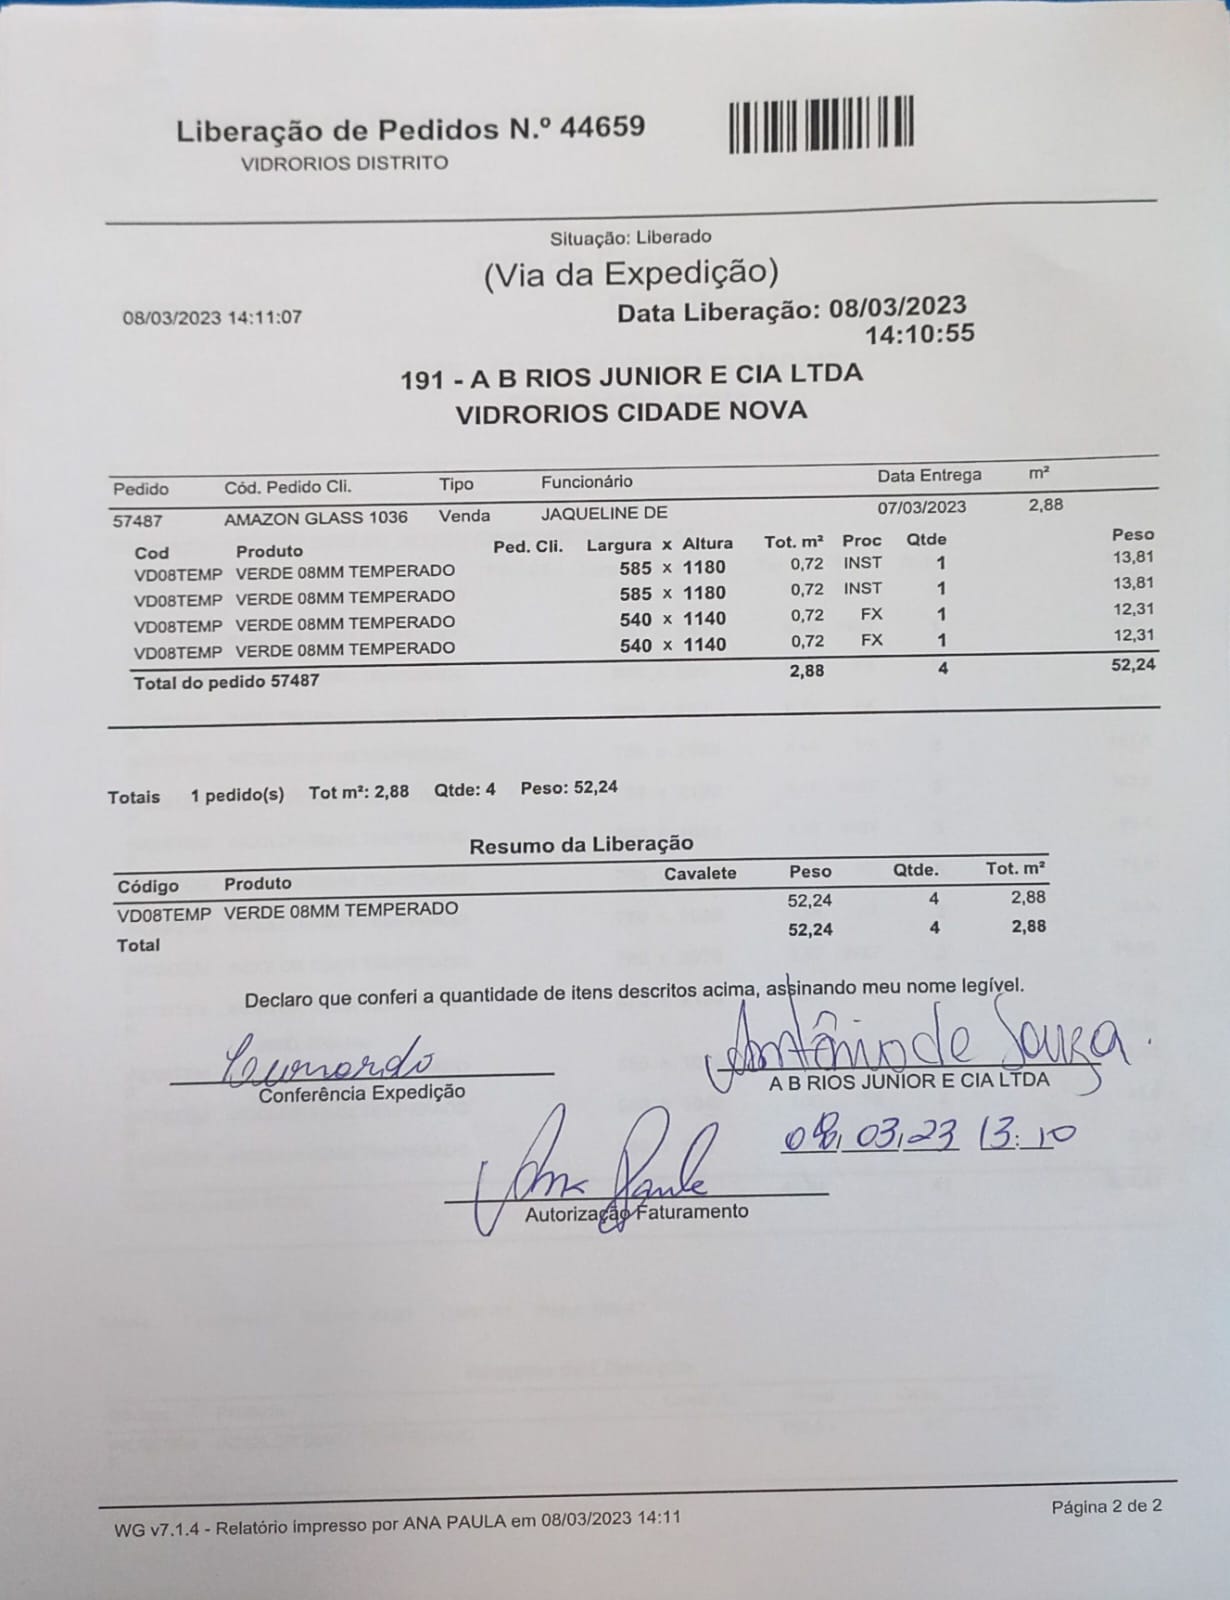 Liberação de Pedidos N.º 44659
VIDRORIOS DISTRITO
Situação: Liberado
(Via da Expedição)
08/03/2023 14:11:07
Data Liberação: 08/03/2023
14:10:55
191 - A B RIOS JUNIOR E CIA LTDA
VIDRORIOS CIDADE NOVA
Pedido Cód. Pedido Cli. Tipo Funcionário Data Entrega m²
57487 AMAZON GLASS 1036 Venda JAQUELINE DE 07/03/2023 2,88
Cod Produto Ped. Cli. Largura x Altura Tot. m² Proc Qtde Peso
VD08TEMP VERDE 08MM TEMPERADO 585 x 1180 0,72 INST 1 13,81
VD08TEMP VERDE 08MM TEMPERADO 585 x 1180 0,72 INST 1 13,81
VD08TEMP VERDE 08MM TEMPERADO 540 x 1140 0,72 FX 1 12,31
VD08TEMP VERDE 08MM TEMPERADO 540 x 1140 0,72 FX 1 12,31
Total do pedido 57487 2,88 4 52,24
Totais 1 pedido(s) Tot m²: 2,88 Qtde: 4 Peso: 52,24
Resumo da Liberação
Código Produto Cavalete Peso Qtde. Tot. m²
VD08TEMP VERDE 08MM TEMPERADO 52,24 4 2,88
Total 52,24 4 2,88
Declaro que conferi a quantidade de itens descritos acima, assinando meu nome legível.
Leonardo Antônio de Souza
Conferência Expedição A B RIOS JUNIOR E CIA LTDA
08,03,23 13:10
Ana Paula
Autorização Faturamento
WG v7.1.4 - Relatório impresso por ANA PAULA em 08/03/2023 14:11 Página 2 de 2